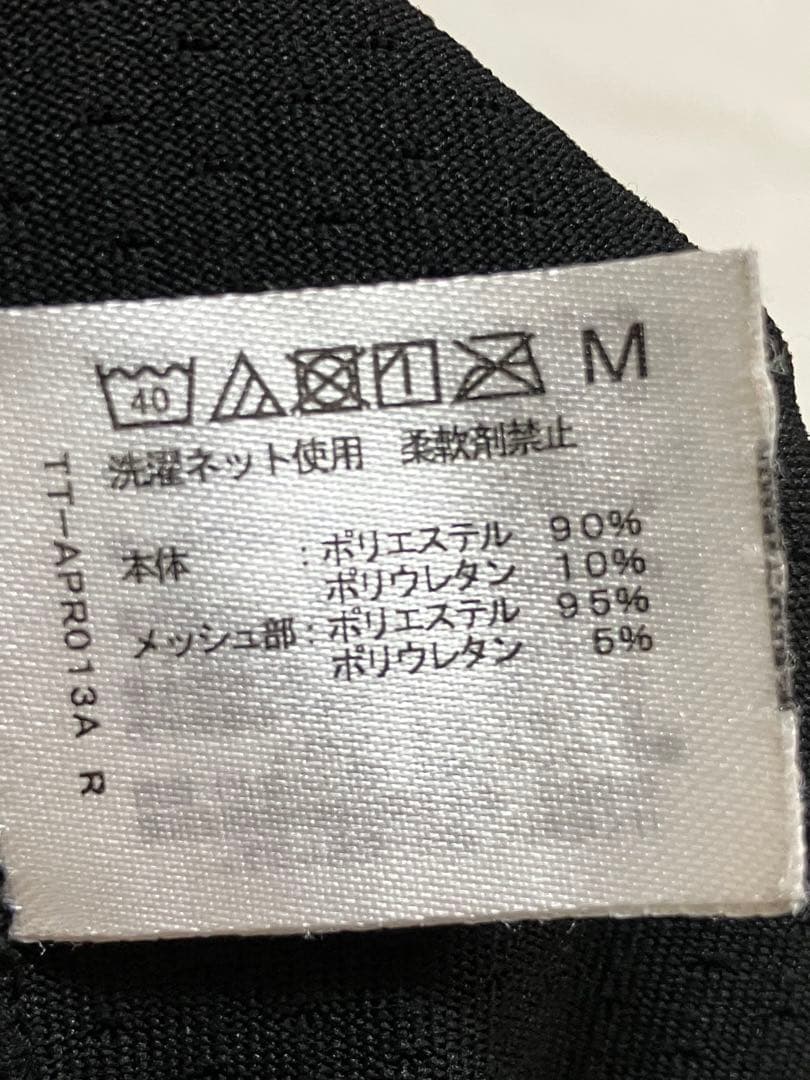 40 M
洗濯ネット使用 柔軟剤禁止
本体 :ポリエステル 90%
ポリウレタン 10%
メッシュ部:ポリエステル 95%
ポリウレタン 5%
TT-APR013A R